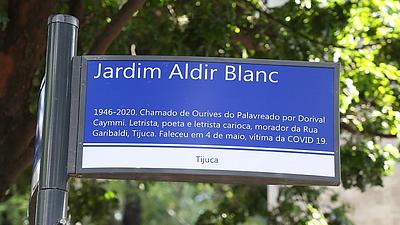 Jardim Aldir Blanc
1946-2020. Chamado de Ourives do Palavreado por Dorival
Caymmi. Letrista, poeta e letrista carioca, morador da Rua
Garibaldi, Tijuca. Faleceu em 4 de maio, vítima da COVID 19.
Tijuca